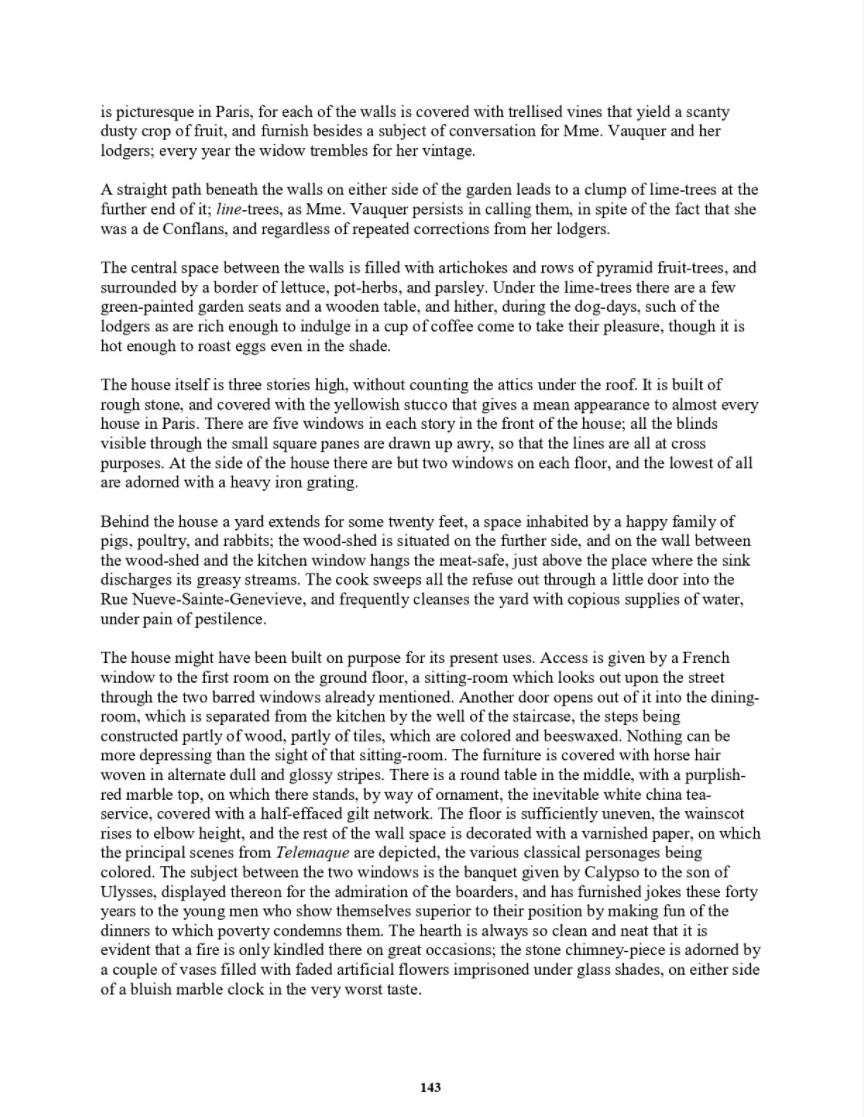 is picturesque in Paris, for each of the walls is covered with trellised vines that yield a scanty
dusty crop of fruit, and furnish besides a subject of conversation for Mme. Vauquer and her
lodgers; every year the widow trembles for her vintage.
A straight path beneath the walls on either side of the garden leads to a clump of lime-trees at the
further end of it; line-trees, as Mme. Vauquer persists in calling them, in spite of the fact that she
was a de Conflans, and regardless of repeated corrections from her lodgers.
The central space between the walls is filled with artichokes and rows of pyramid fruit-trees, and
surrounded by a border of lettuce, pot-herbs, and parsley. Under the lime-trees there are a few
green-painted garden seats and a wooden table, and hither, during the dog-days, such of the
lodgers as are rich enough to indulge in a cup of coffee come to take their pleasure, though it is
hot enough to roast eggs even in the shade.
The house itself is three stories high, without counting the attics under the roof. It is built of
rough stone, and covered with the yellowish stucco that gives a mean appearance to almost every
house in Paris. There are five windows in each story in the front of the house; all the blinds
visible through the small square panes are drawn up awry, so that the lines are all at cross
purposes. At the side of the house there are but two windows on each floor, and the lowest of all
are adorned with a heavy iron grating.
Behind the house a yard extends for some twenty feet, a space inhabited by a happy family of
pigs, poultry, and rabbits; the wood-shed is situated on the further side, and on the wall between
the wood-shed and the kitchen window hangs the meat-safe, just above the place where the sink
discharges its greasy streams. The cook sweeps all the refuse out through a little door into the
Rue Nueve-Sainte-Genevieve, and frequently cleanses the yard with copious supplies of water,
under pain of pestilence.
The house might have been built on purpose for its present uses. Access is given by a French
window to the first room on the ground floor, a sitting-room which looks out upon the street
through the two barred windows already mentioned. Another door opens out of it into the dining-
room, which is separated from the kitchen by the well of the staircase, the steps being
constructed partly of wood, partly of tiles, which are colored and beeswaxed. Nothing can be
more depressing than the sight of that sitting-room. The furniture is covered with horse hair
woven in alternate dull and glossy stripes. There is a round table in the middle, with a purplish-
red marble top, on which there stands, by way of ornament, the inevitable white china tea-
service, covered with a half-effaced gilt network. The floor is sufficiently uneven, the wainscot
rises to elbow height, and the rest of the wall space is decorated with a varnished paper, on which
the principal scenes from Telemaque are depicted, the various classical personages being
colored. The subject between the two windows is the banquet given by Calypso to the son of
Ulysses, displayed thereon for the admiration of the boarders, and has furnished jokes these forty
years to the young men who show themselves superior to their position by making fun of the
dinners to which poverty condemns them. The hearth is always so clean and neat that it is
evident that a fire is only kindled there on great occasions; the stone chimney-piece is adorned by
a couple of vases filled with faded artificial flowers imprisoned under glass shades, on either side
of a bluish marble clock in the very worst taste.
143